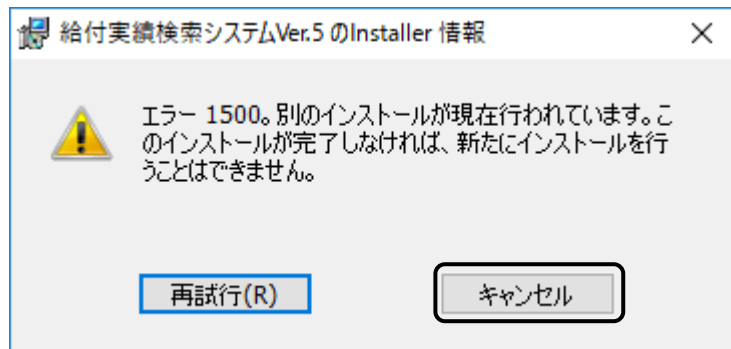 給付実績検索システムVer.5 のInstaller 情報
エラー 1500。別のインストールが現在行われています。こ
のインストールが完了しなければ、新たにインストールを行
うことはできません。
再試行(R)
キャンセル